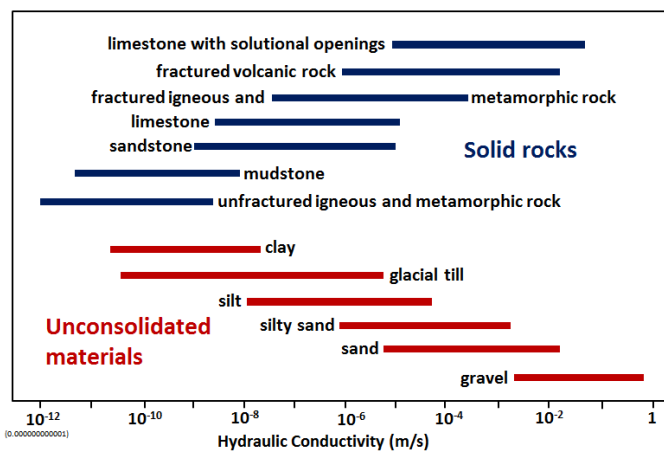 limestone with solutional openings
fractured volcanic rock
fractured igneous and metamorphic rock
limestone
sandstone
Solid rocks
mudstone
unfractured igneous and metamorphic rock
clay
glacial till
silt
Unconsolidated
materials
silty sand
sand
gravel
10⁻¹² 10⁻¹⁰ 10⁻⁸ 10⁻⁶ 10⁻⁴ 10⁻² 1
(0.000000000001)
Hydraulic Conductivity (m/s)